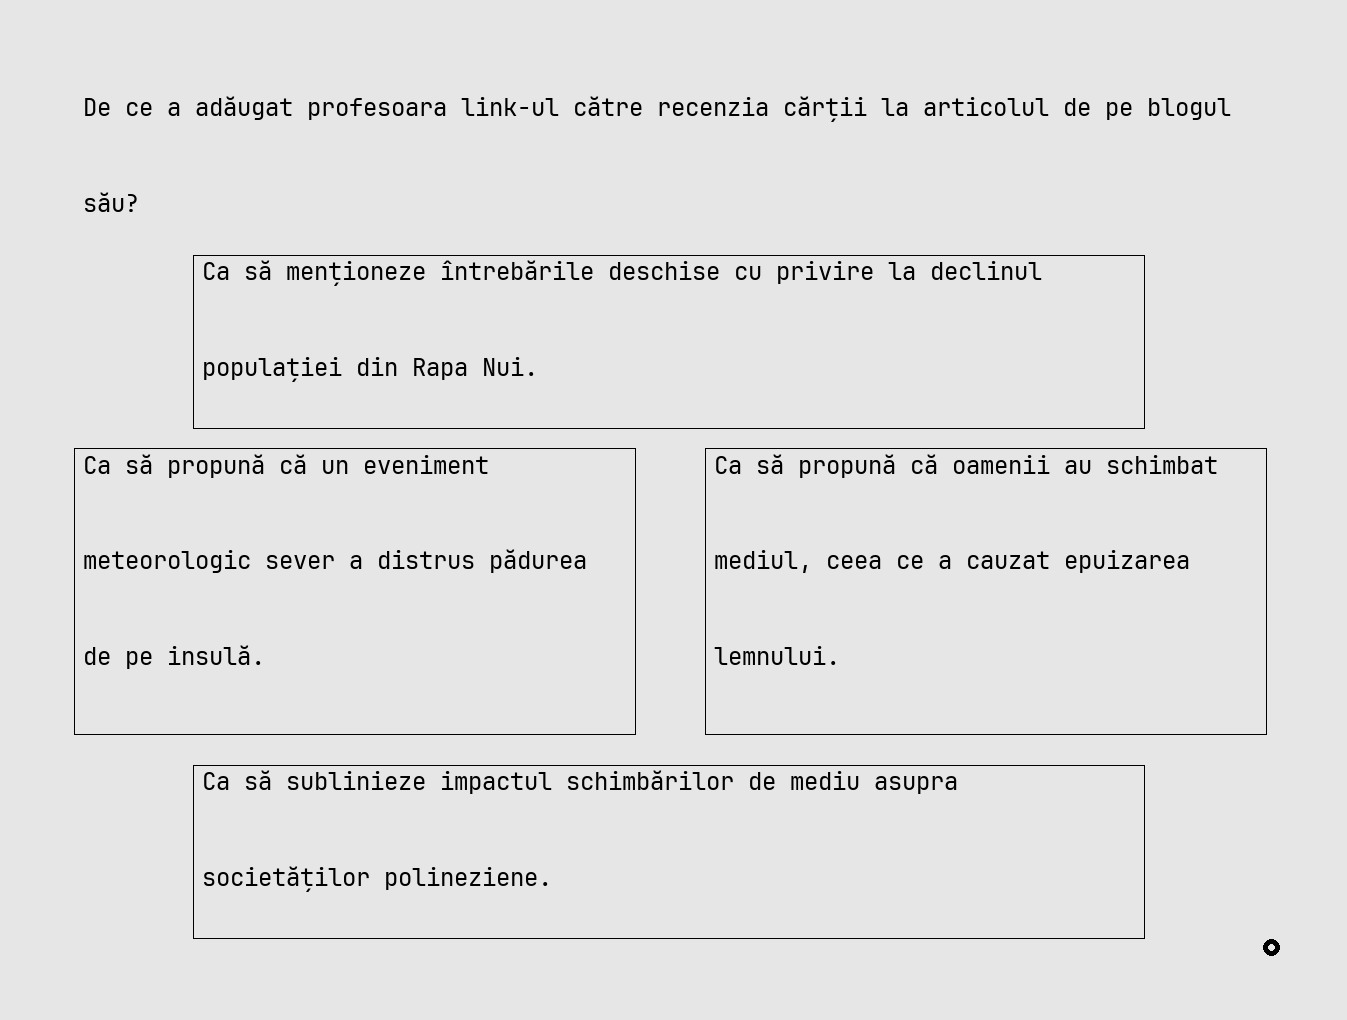 De ce a adăugat profesoara link-ul către recenzia cărții la articolul de pe blogul
său?
Ca să menționeze întrebările deschise cu privire la declinul
populației din Rapa Nui.
Ca să propună că un eveniment
meteorologic sever a distrus pădurea
de pe insulă.
Ca să propună că oamenii au schimbat
mediul, ceea ce a cauzat epuizarea
lemnului.
Ca să sublinieze impactul schimbărilor de mediu asupra
societăților polineziene.